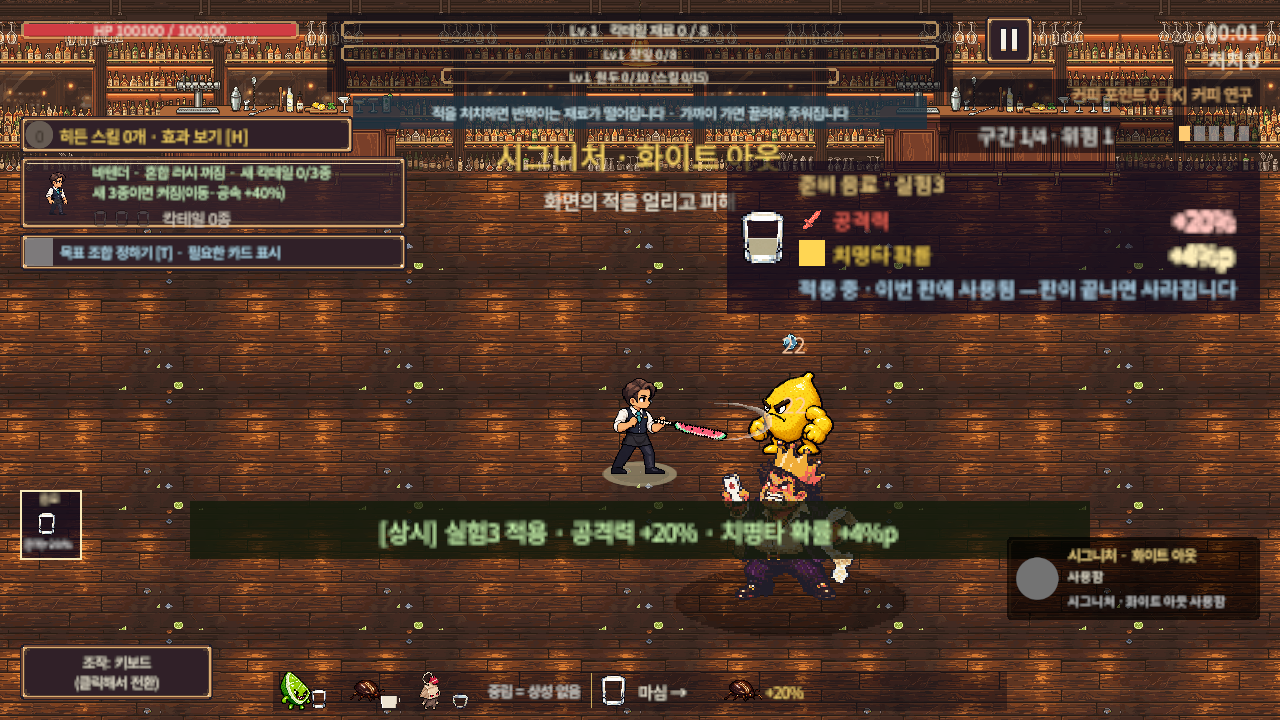 HP 100100 / 100100
Lv 1 칵테일 재료 0 / 8
Lv1 0/8
Lv1 원두 0/10 (스킬 0/15)
00:01
처치 0
커피 포인트 0 [K] 커피 연구
적을 처치하면 반짝이는 재료가 떨어집니다 - 가까이 가면 끌려와 주워집니다
구간 1/4 · 위험 1
0 히든 스킬 0개 · 효과 보기 [H]
시그니처 · 화이트 아웃
화면의 적을 얼리고 피해
바텐더 - 혼합 러시 꺼짐 - 새 칵테일 0/3종
새 3종이면 켜짐(이동·공속 +40%)
칵테일 0종
목표 조합 정하기 [T] - 필요한 카드 표시
준비 음료 · 실험3
공격력 +20%
치명타 확률 +4%p
적용 중 · 이번 판에 사용됨 — 판이 끝나면 사라집니다
22
[상시] 실험3 적용 · 공격력 +20% · 치명타 확률 +4%p
시그니처 - 화이트 아웃
사용함
시그니처 · 화이트 아웃 사용함
조작: 키보드
(클릭해서 전환)
중립 = 상성 없음
마심 →
+20%